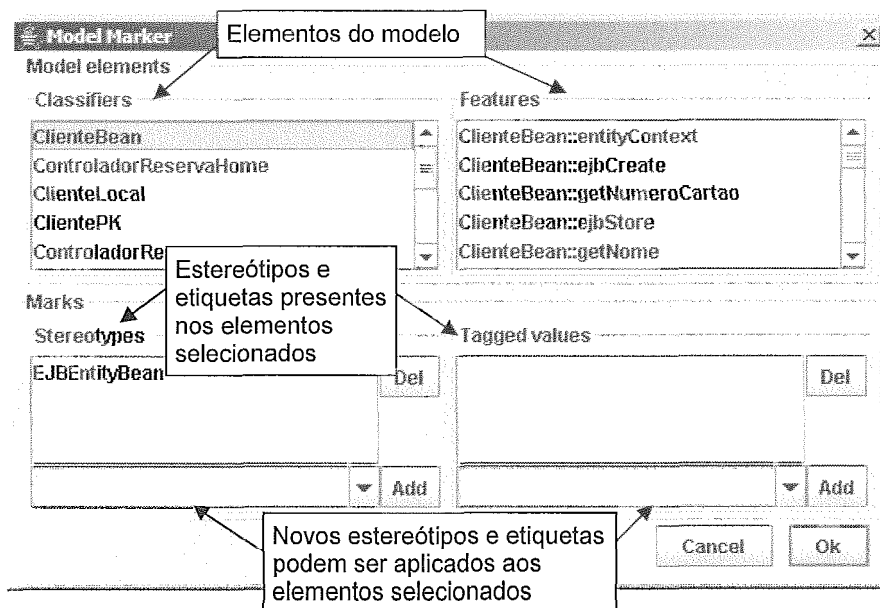 Model Marker
Elementos do modelo
Model elements
Classifiers
Features
ClienteBean
ControladorReservaHome
ClienteLocal
ClientePK
ControladorRe
ClienteBean::entityContext
ClienteBean::ejbCreate
ClienteBean::getNumeroCartao
ClienteBean::ejbStore
ClienteBean::getNome
Estereótipos e
etiquetas presentes
nos elementos
selecionados
Marks
Stereotypes
Tagged values
EJBEntityBean
Del
Del
Add
Add
Novos estereótipos e etiquetas
podem ser aplicados aos
elementos selecionados
Cancel
Ok